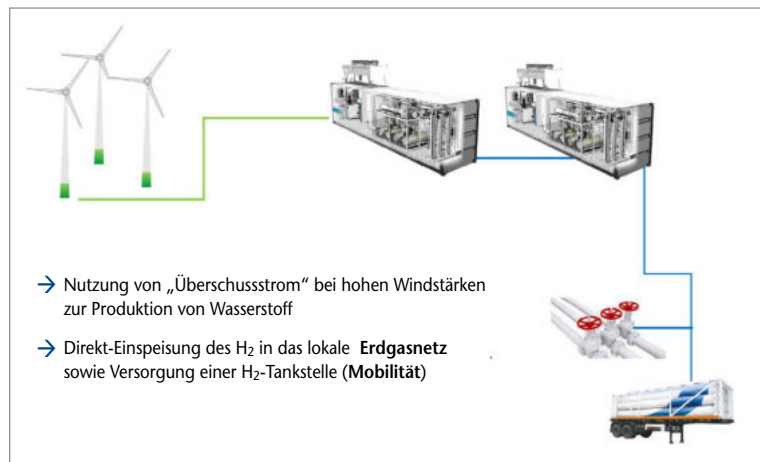 → Nutzung von „Überschussstrom" bei hohen Windstärken
zur Produktion von Wasserstoff
→ Direkt-Einspeisung des H₂ in das lokale Erdgasnetz
sowie Versorgung einer H₂-Tankstelle (Mobilität)